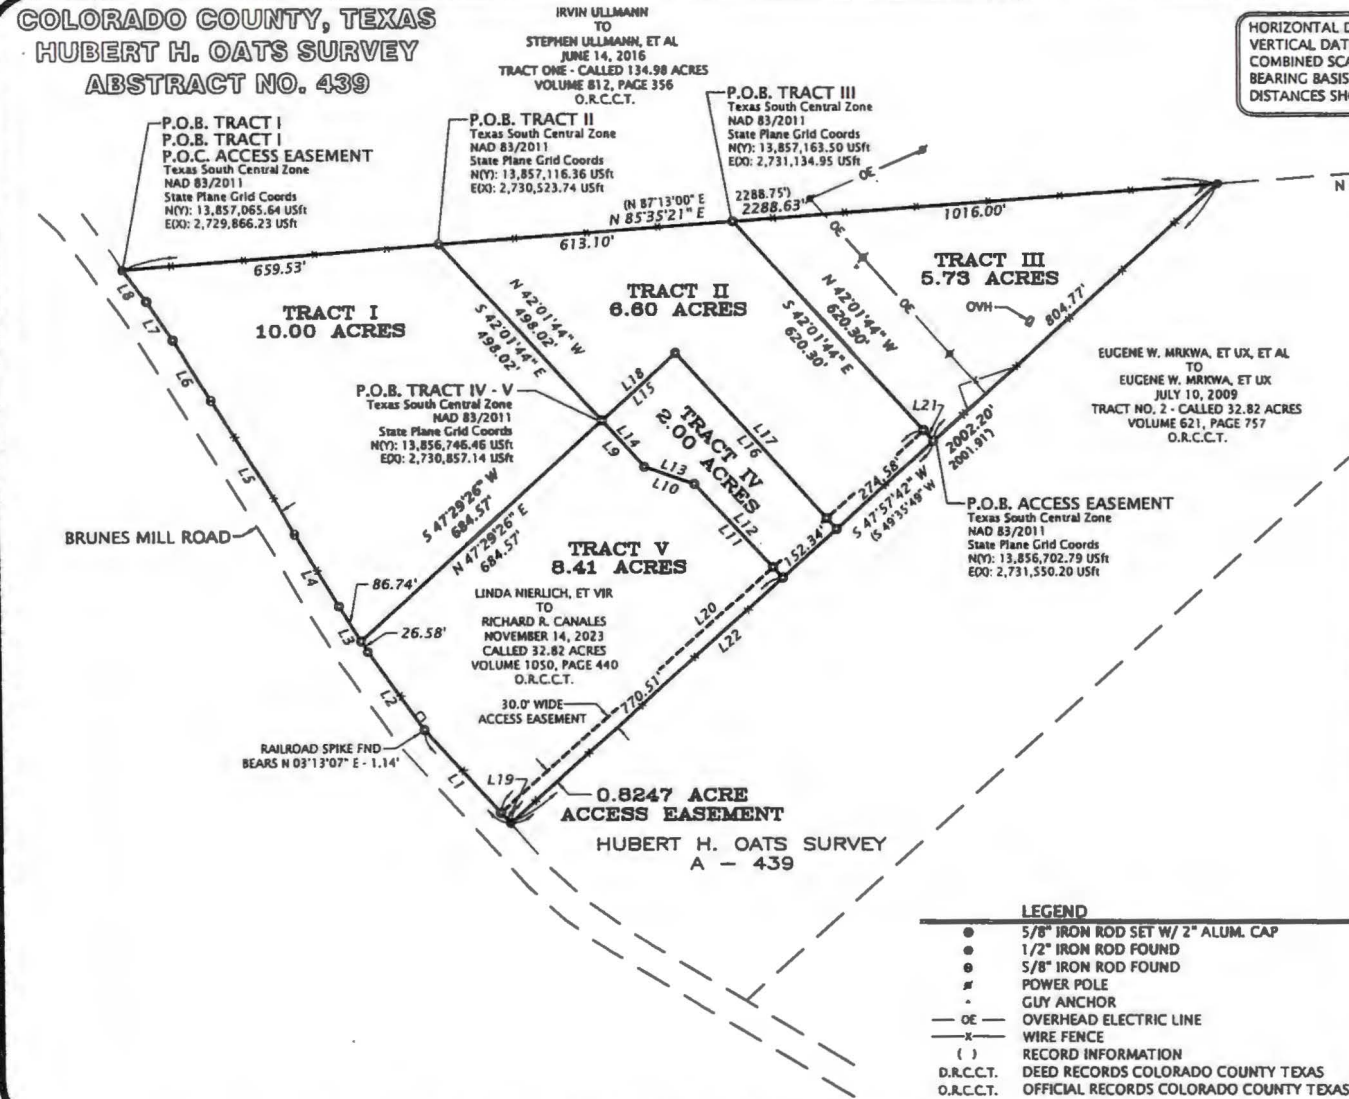 COLORADO COUNTY, TEXAS
HUBERT H. OATS SURVEY
ABSTRACT NO. 439
IRVIN ULLMANN
TO
STEPHEN ULLMANN, ET AL
JUNE 14, 2016
TRACT ONE - CALLED 134.98 ACRES
VOLUME 812, PAGE 356
O.R.C.C.T.
HORIZONTAL D
VERTICAL DAT
COMBINED SCA
BEARING BASIS
DISTANCES SH
P.O.B. TRACT I
P.O.B. TRACT I
P.O.C. ACCESS EASEMENT
Texas South Central Zone
NAD 83/2011
State Plane Grid Coords
N(Y): 13,857,065.64 USft
E(X): 2,729,866.23 USft
P.O.B. TRACT II
Texas South Central Zone
NAD 83/2011
State Plane Grid Coords
N(Y): 13,857,116.36 USft
E(X): 2,730,523.74 USft
P.O.B. TRACT III
Texas South Central Zone
NAD 83/2011
State Plane Grid Coords
N(Y): 13,857,163.50 USft
E(X): 2,731,134.95 USft
OE
(N 87°13'00" E
N 85°35'21" E
2288.75')
2288.63'
659.53'
613.10'
1016.00'
N
OE
OE
TRACT I
10.00 ACRES
N 42°01'44" W
498.02'
S 42°01'44" E
498.02'
TRACT II
6.60 ACRES
N 42°01'44" W
620.30'
S 42°01'44" E
620.30'
TRACT III
5.73 ACRES
OVH
804.77'
L8
L7
L6
L5
L4
L3
L2
L1
EUGENE W. MRKWA, ET UX, ET AL
TO
EUGENE W. MRKWA, ET UX
JULY 10, 2009
TRACT NO. 2 - CALLED 32.82 ACRES
VOLUME 621, PAGE 757
O.R.C.C.T.
P.O.B. TRACT IV - V
Texas South Central Zone
NAD 83/2011
State Plane Grid Coords
N(Y): 13,856,746.46 USft
E(X): 2,730,857.14 USft
L18
L15
L14
L9
L13
L10
L17
L16
L12
L11
TRACT IV
2.00 ACRES
L21
274.58'
2002.20'
2001.91')
S 47°57'42" W
(S 49°35'49" W
152.34'
P.O.B. ACCESS EASEMENT
Texas South Central Zone
NAD 83/2011
State Plane Grid Coords
N(Y): 13,856,702.79 USft
E(X): 2,731,550.20 USft
S 47°29'26" W
684.57'
N 47°29'26" E
684.57'
BRUNES MILL ROAD
86.74'
26.58'
TRACT V
8.41 ACRES
LINDA NIERLICH, ET VIR
TO
RICHARD R. CANALES
NOVEMBER 14, 2023
CALLED 32.82 ACRES
VOLUME 1050, PAGE 440
O.R.C.C.T.
L20
L22
770.51'
30.0' WIDE
ACCESS EASEMENT
RAILROAD SPIKE FND
BEARS N 03°13'07" E - 1.14'
L19
0.8247 ACRE
ACCESS EASEMENT
HUBERT H. OATS SURVEY
A - 439
LEGEND
5/8" IRON ROD SET W/ 2" ALUM. CAP
1/2" IRON ROD FOUND
5/8" IRON ROD FOUND
POWER POLE
GUY ANCHOR
OE OVERHEAD ELECTRIC LINE
x WIRE FENCE
( ) RECORD INFORMATION
D.R.C.C.T. DEED RECORDS COLORADO COUNTY TEXAS
O.R.C.C.T. OFFICIAL RECORDS COLORADO COUNTY TEXAS